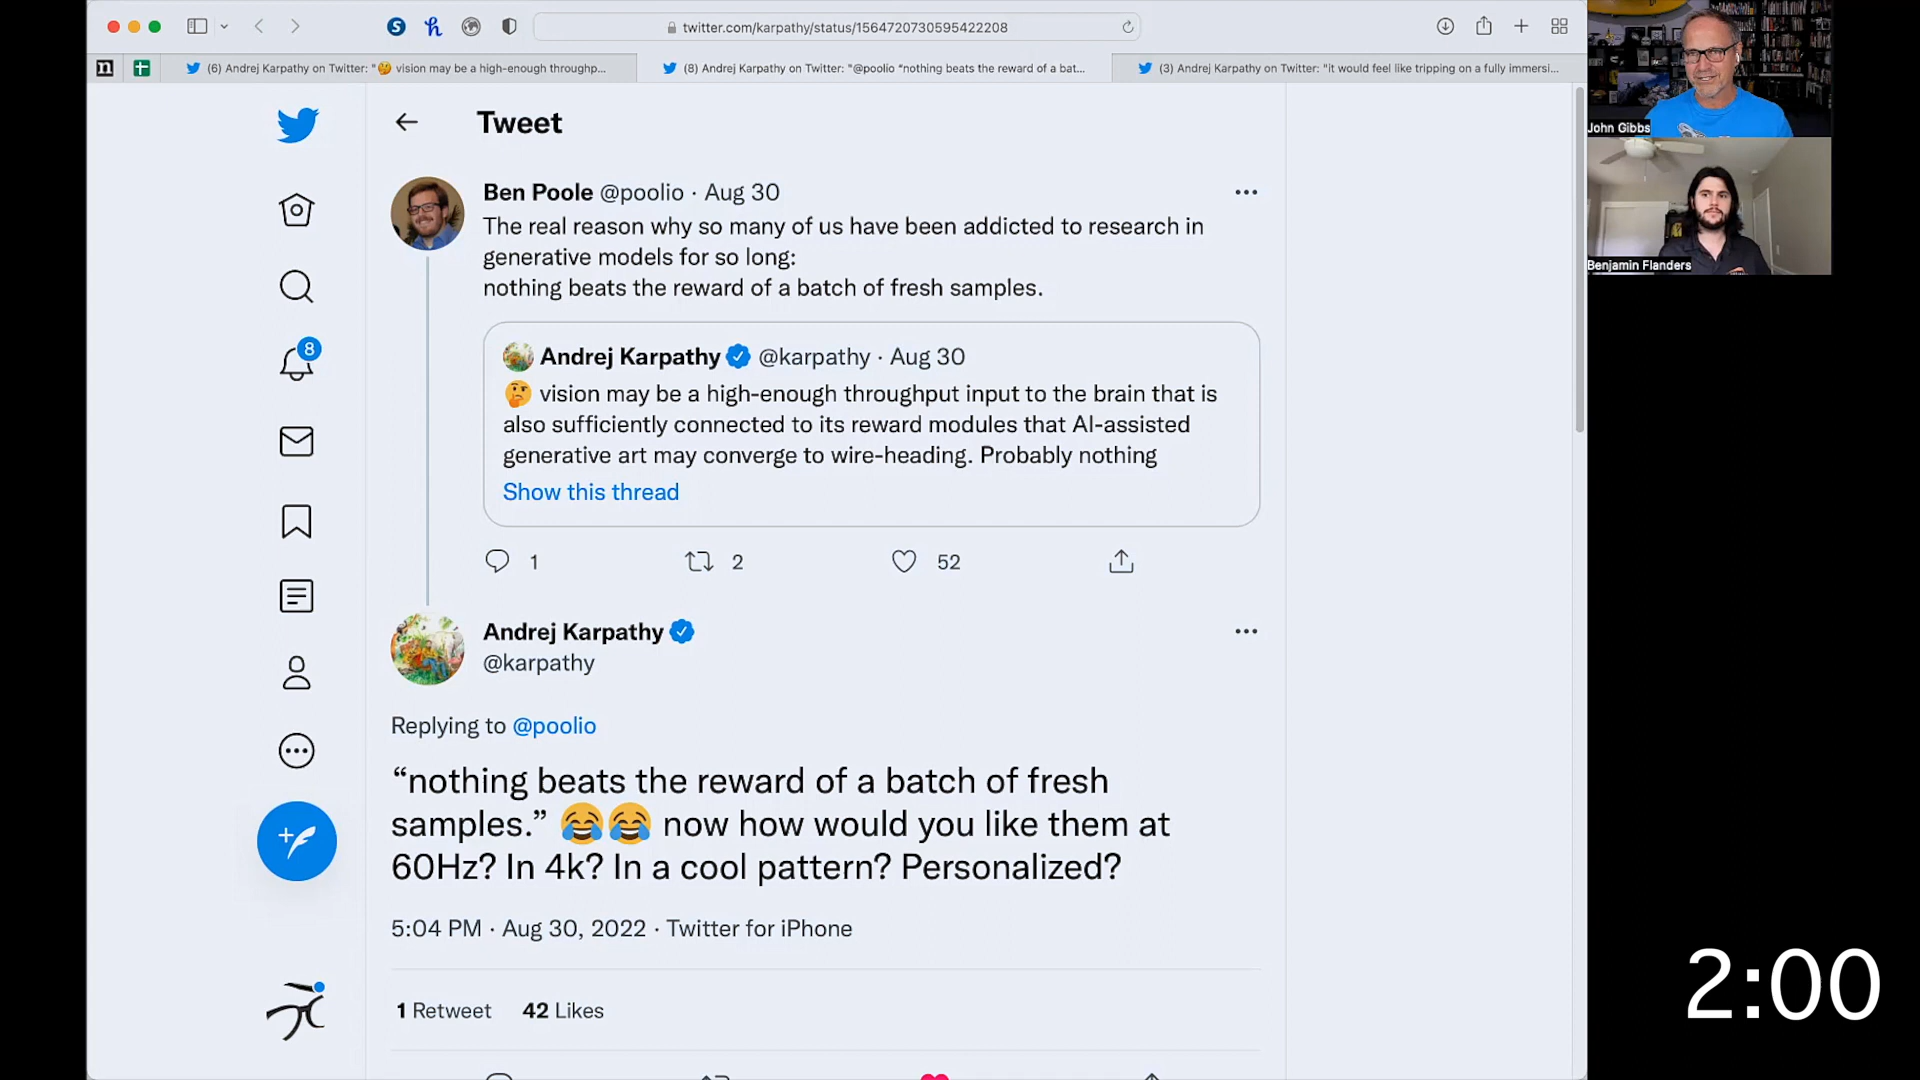 twitter.com/karpathy/status/1564720730595422208
(6) Andrej Karpathy on Twitter: "🤔 vision may be a high-enough throughp...
(8) Andrej Karpathy on Twitter: "@poolio “nothing beats the reward of a bat...
(3) Andrej Karpathy on Twitter: "it would feel like tripping on a fully immersi...
John Gibbs
Benjamin Flanders
Tweet
Ben Poole @poolio · Aug 30
The real reason why so many of us have been addicted to research in
generative models for so long:
nothing beats the reward of a batch of fresh samples.
Andrej Karpathy @karpathy · Aug 30
🤔 vision may be a high-enough throughput input to the brain that is
also sufficiently connected to its reward modules that AI-assisted
generative art may converge to wire-heading. Probably nothing
Show this thread
1 2 52
8
Andrej Karpathy
@karpathy
Replying to @poolio
“nothing beats the reward of a batch of fresh
samples.” 😂😂 now how would you like them at
60Hz? In 4k? In a cool pattern? Personalized?
5:04 PM · Aug 30, 2022 · Twitter for iPhone
1 Retweet 42 Likes
2:00